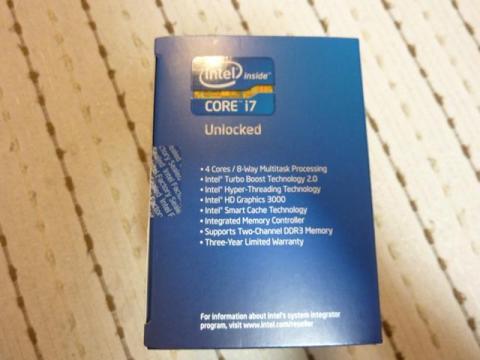 intel inside™
CORE™ i7
Unlocked
• 4 Cores / 8-Way Multitask Processing
• Intel® Turbo Boost Technology 2.0
• Intel® Hyper-Threading Technology
• Intel® HD Graphics 3000
• Intel® Smart Cache Technology
• Integrated Memory Controller
• Supports Two-Channel DDR3 Memory
• Three-Year Limited Warranty
For information about Intel's system integrator
program, visit www.intel.com/reseller